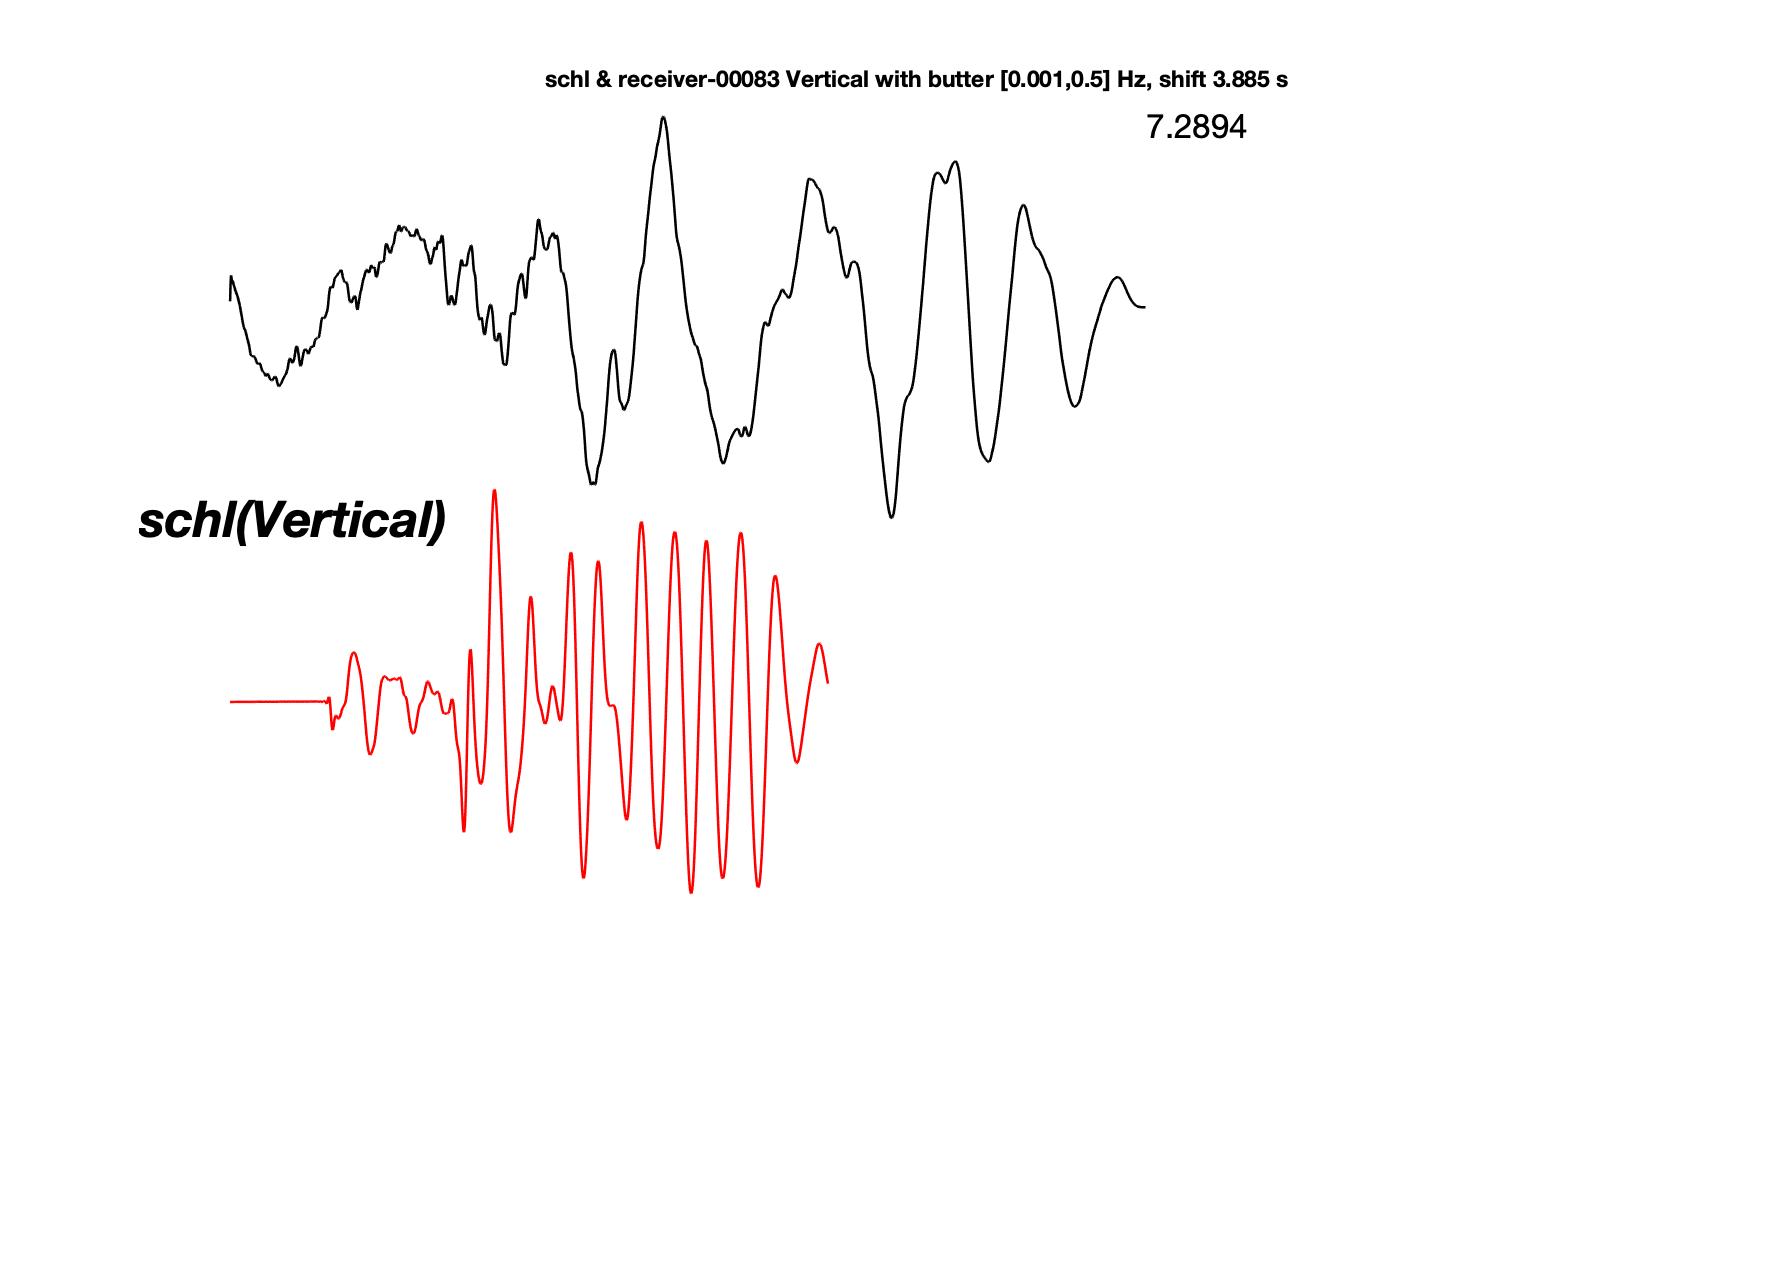 schl & receiver-00083 Vertical with butter [0.001,0.5] Hz, shift 3.885 s
7.2894
schl(Vertical)